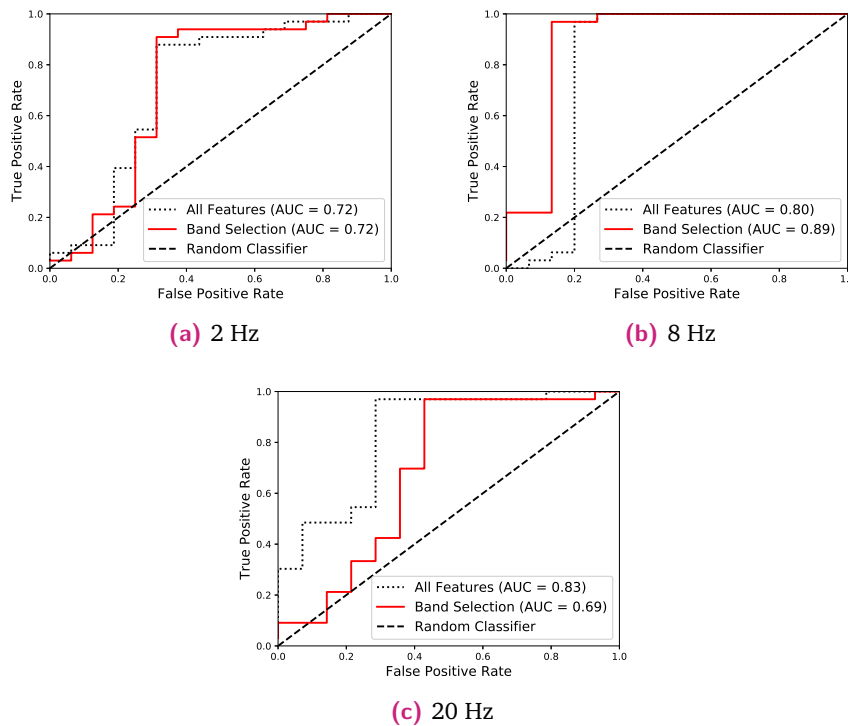 1.0
0.8
0.6
0.4
0.2
0.0
True Positive Rate
All Features (AUC = 0.72)
Band Selection (AUC = 0.72)
Random Classifier
0.0 0.2 0.4 0.6 0.8 1.0
False Positive Rate
(a) 2 Hz
1.0
0.8
0.6
0.4
0.2
0.0
True Positive Rate
All Features (AUC = 0.80)
Band Selection (AUC = 0.89)
Random Classifier
0.0 0.2 0.4 0.6 0.8 1.0
False Positive Rate
(b) 8 Hz
1.0
0.8
0.6
0.4
0.2
0.0
True Positive Rate
All Features (AUC = 0.83)
Band Selection (AUC = 0.69)
Random Classifier
0.0 0.2 0.4 0.6 0.8 1.0
False Positive Rate
(c) 20 Hz